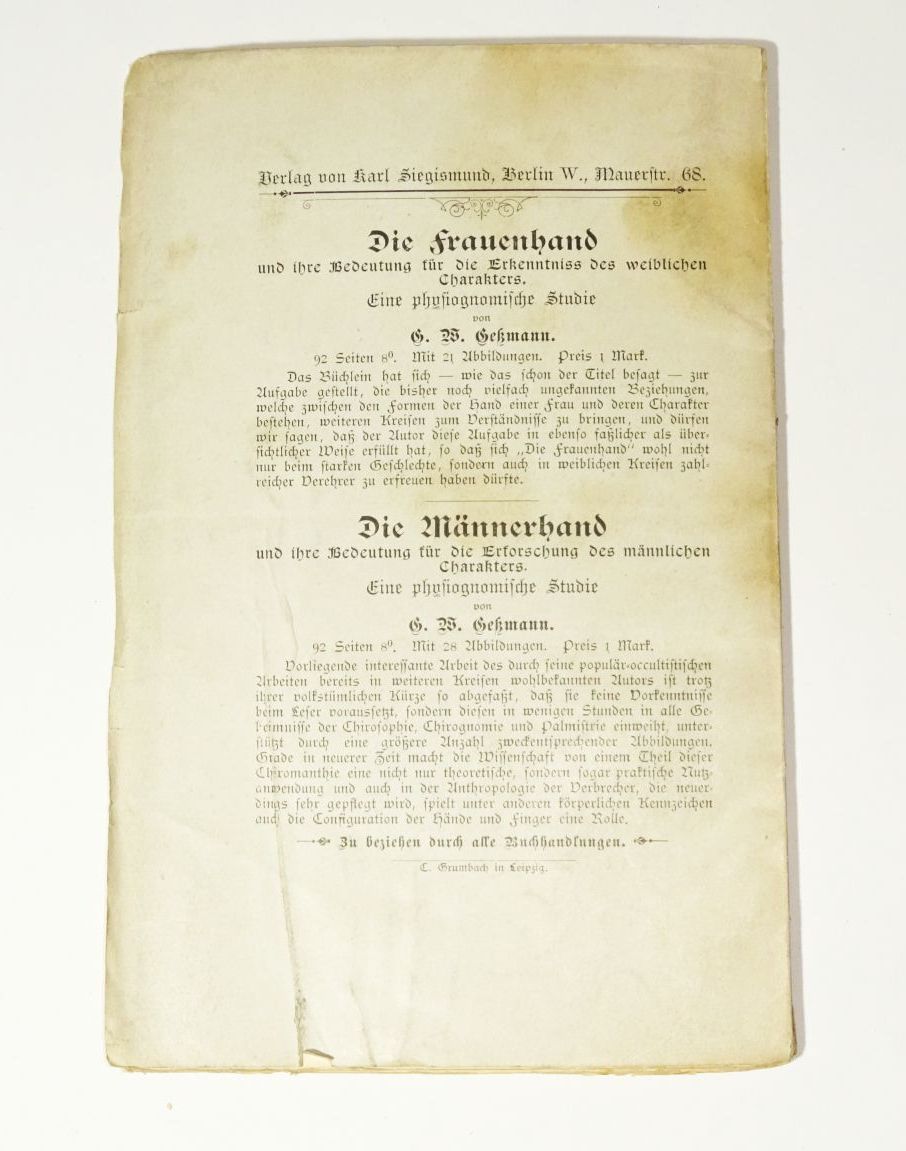 Verlag von Karl Siegismund, Berlin W., Mauerstr. 68.
Die Frauenhand
und ihre Bedeutung für die Erkenntniss des weiblichen
Charakters.
Eine physiognomische Studie
von
G. W. Geßmann.
92 Seiten 8⁰. Mit 21 Abbildungen. Preis 1 Mark.
Das Büchlein hat sich — wie das schon der Titel besagt — zur
Aufgabe gestellt, die bisher noch vielfach ungekannten Beziehungen,
welche zwischen den Formen der Hand einer Frau und deren Charakter
bestehen, weiteren Kreisen zum Verständnisse zu bringen, und dürfen
wir sagen, daß der Autor diese Aufgabe in ebenso faßlicher als über-
sichtlicher Weise erfüllt hat, so daß sich „Die Frauenhand" wohl nicht
nur beim starken Geschlechte, sondern auch in weiblichen Kreisen zahl-
reicher Verehrer zu erfreuen haben dürfte.
Die Männerhand
und ihre Bedeutung für die Erforschung des männlichen
Charakters.
Eine physiognomische Studie
von
G. W. Geßmann.
92 Seiten 8⁰. Mit 28 Abbildungen. Preis 1 Mark.
Vorliegende interessante Arbeit des durch seine populär-occultistischen
Arbeiten bereits in weiteren Kreisen wohlbekannten Autors ist trotz
ihrer volkstümlichen Kürze so abgefaßt, daß sie keine Vorkenntnisse
beim Leser voraussetzt, sondern diesen in wenigen Stunden in alle Ge-
heimnisse der Chirosophie, Chirognomie und Palmistrie einweiht, unter-
stützt durch eine größere Anzahl zweckentsprechender Abbildungen.
Grade in neuerer Zeit macht die Wissenschaft von einem Theil dieser
Chiromanthie eine nicht nur theoretische, sondern sogar praktische Nutz-
anwendung und auch in der Anthropologie der Verbrecher, die neuer-
dings sehr gepflegt wird, spielt unter anderen körperlichen Kennzeichen
auch die Configuration der Hände und Finger eine Rolle.
Zu beziehen durch alle Buchhandlungen.
C. Grumbach in Leipzig.